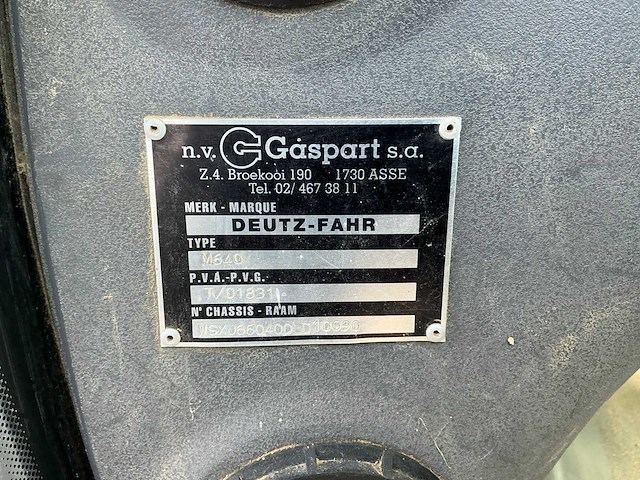 n.v. G Gaspart s.a.
Z.4. Broekooi 190 1730 ASSE
Tel. 02/ 467 38 11
MERK - MARQUE
DEUTZ-FAHR
TYPE
M640
P.V.A.-P.V.G.
N° CHASSIS - RAAM